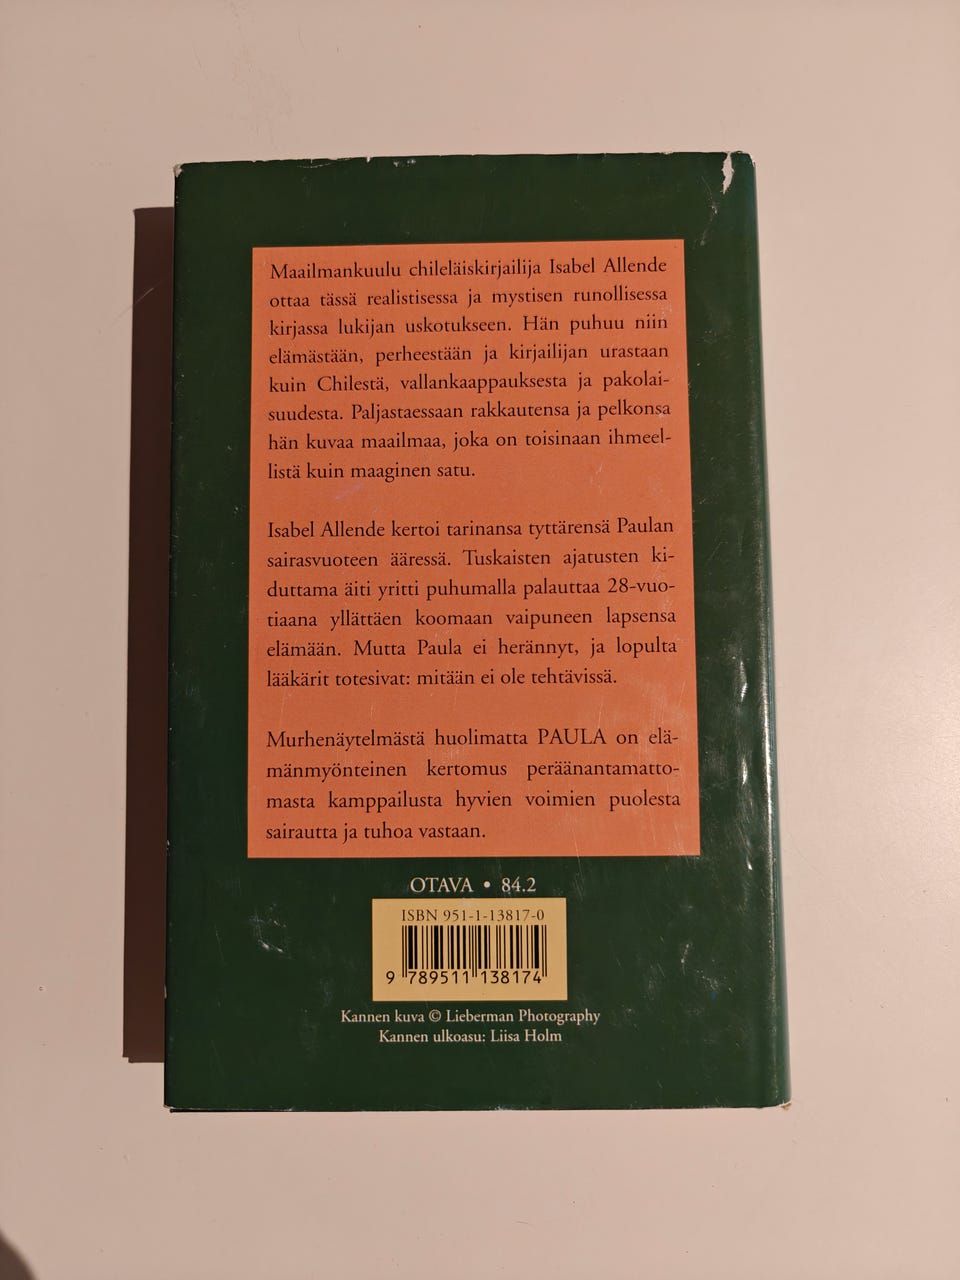 Maailmankuulu chileläiskirjailija Isabel Allende
ottaa tässä realistisessa ja mystisen runollisessa
kirjassa lukijan uskotukseen. Hän puhuu niin
elämästään, perheestään ja kirjailijan urastaan
kuin Chilestä, vallankaappauksesta ja pakolai-
suudesta. Paljastaessaan rakkautensa ja pelkonsa
hän kuvaa maailmaa, joka on toisinaan ihmeel-
listä kuin maaginen satu.
Isabel Allende kertoi tarinansa tyttärensä Paulan
sairasvuoteen ääressä. Tuskaisten ajatusten ki-
duttama äiti yritti puhumalla palauttaa 28-vuo-
tiaana yllättäen koomaan vaipuneen lapsensa
elämään. Mutta Paula ei herännyt, ja lopulta
lääkärit totesivat: mitään ei ole tehtävissä.
Murhenäytelmästä huolimatta PAULA on elä-
mänmyönteinen kertomus peräänantamatto-
masta kamppailusta hyvien voimien puolesta
sairautta ja tuhoa vastaan.
OTAVA • 84.2
ISBN 951-1-13817-0
9 789511 138174
Kannen kuva © Lieberman Photography
Kannen ulkoasu: Liisa Holm